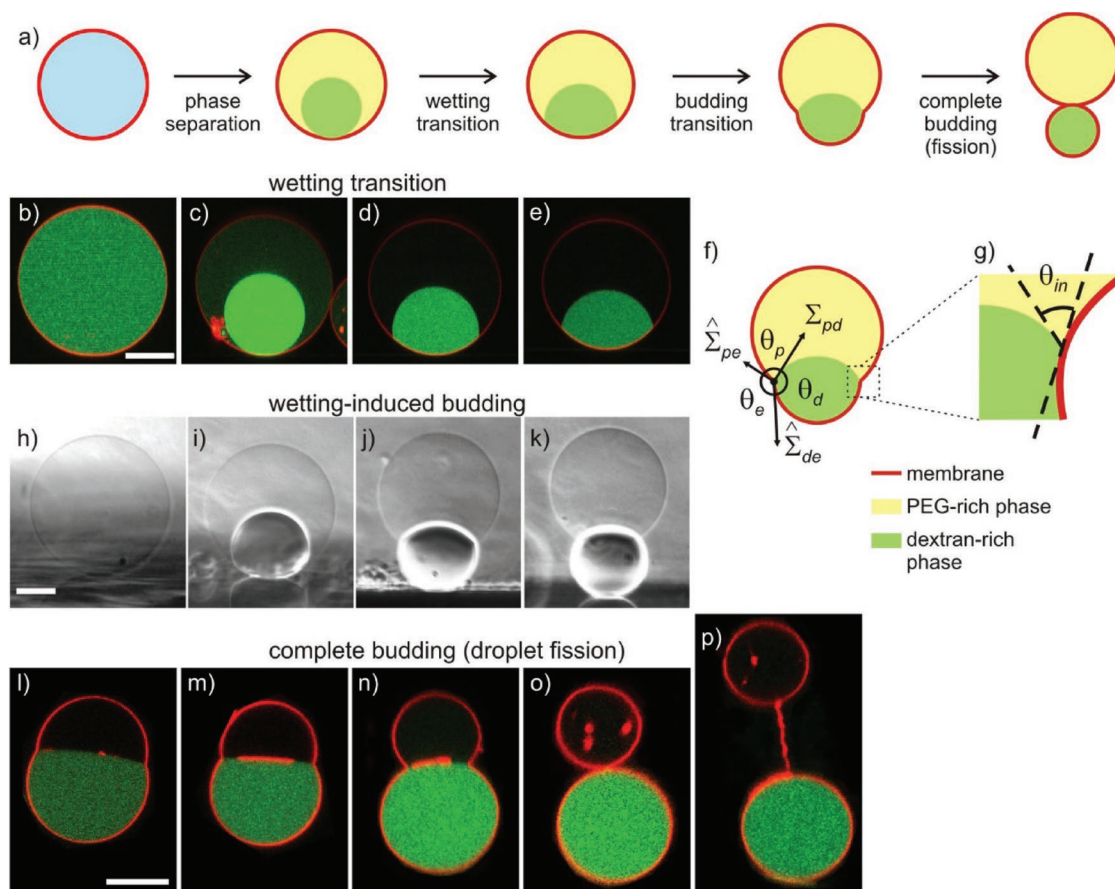 a)
phase
separation
wetting
transition
budding
transition
complete
budding
(fission)
wetting transition
b)
c)
d)
e)
f)
g)
θin
Σpd
Σ̂pe
θp
θe
θd
Σ̂de
wetting-induced budding
h)
i)
j)
k)
membrane
PEG-rich phase
dextran-rich
phase
complete budding (droplet fission)
l)
m)
n)
o)
p)